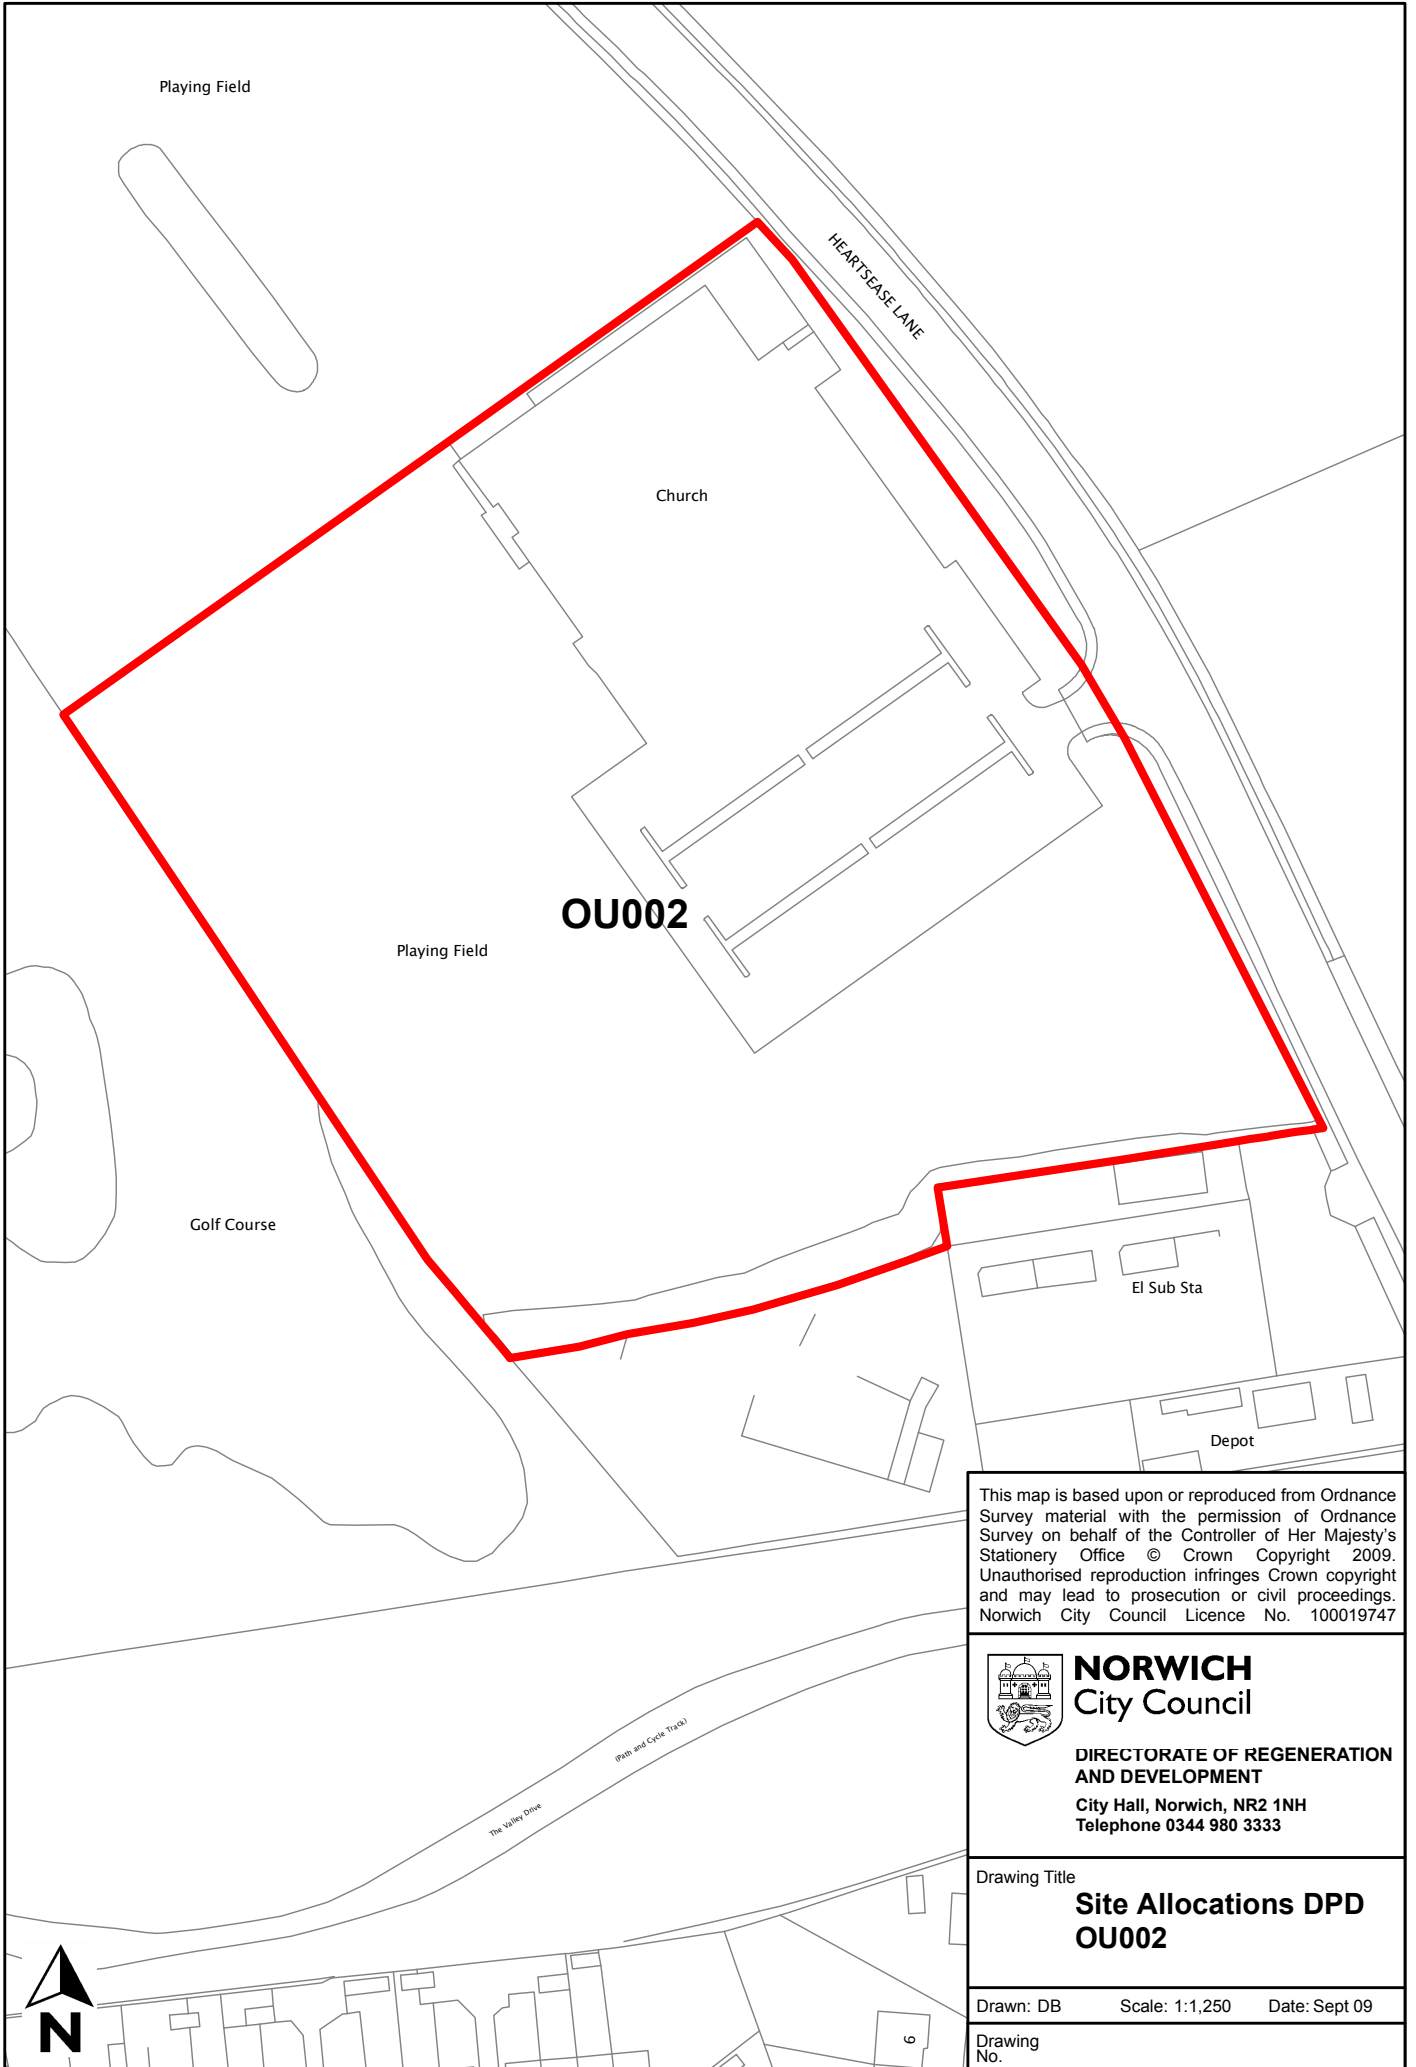 Playing Field
HEARTSEASE LANE
Church
OU002
Playing Field
Golf Course
El Sub Sta
Depot
This map is based upon or reproduced from Ordnance
Survey material with the permission of Ordnance
Survey on behalf of the Controller of Her Majesty's
Stationery Office © Crown Copyright 2009.
Unauthorised reproduction infringes Crown copyright
and may lead to prosecution or civil proceedings.
Norwich City Council Licence No. 100019747
NORWICH
City Council
DIRECTORATE OF REGENERATION
AND DEVELOPMENT
City Hall, Norwich, NR2 1NH
Telephone 0344 980 3333
(Path and Cycle Track)
The Valley Drive
Drawing Title
Site Allocations DPD
OU002
Drawn: DB Scale: 1:1,250 Date: Sept 09
Drawing
No.
N
9